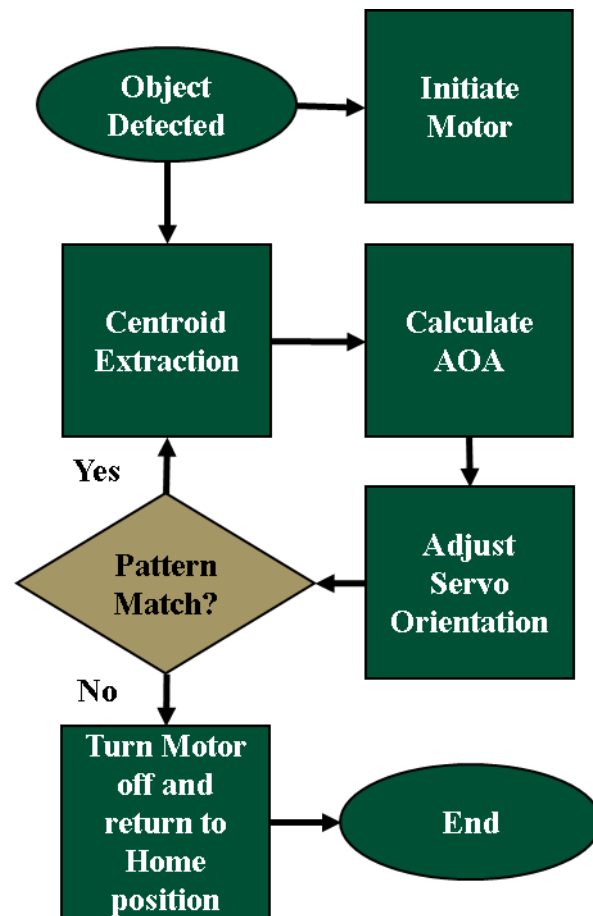 Object
Detected
Initiate
Motor
Centroid
Extraction
Calculate
AOA
Yes
Pattern
Match?
Adjust
Servo
Orientation
No
Turn Motor
off and
return to
Home
position
End